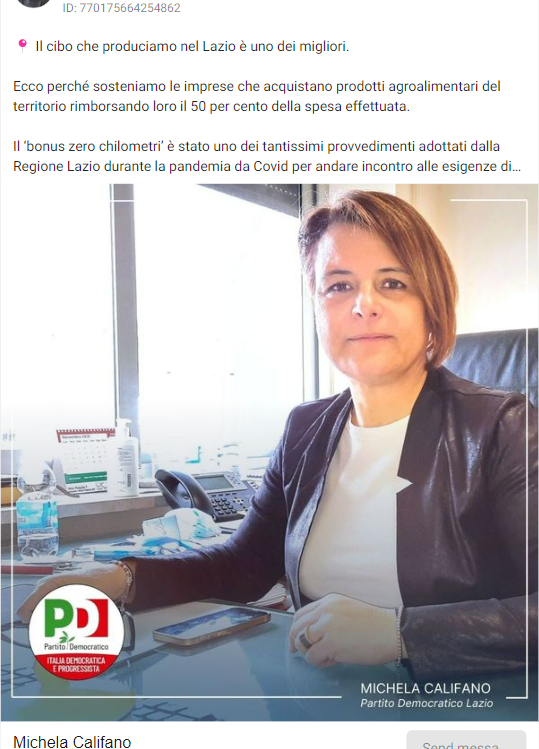 ID: 770175664254862
Il cibo che produciamo nel Lazio è uno dei migliori.
Ecco perché sosteniamo le imprese che acquistano prodotti agroalimentari del
territorio rimborsando loro il 50 per cento della spesa effettuata.
Il ‘bonus zero chilometri’ è stato uno dei tantissimi provvedimenti adottati dalla
Regione Lazio durante la pandemia da Covid per andare incontro alle esigenze di...
PD
Partito Democratico
ITALIA DEMOCRATICA
E PROGRESSISTA
MICHELA CALIFANO
Partito Democratico Lazio
Michela Califano
Send messa...